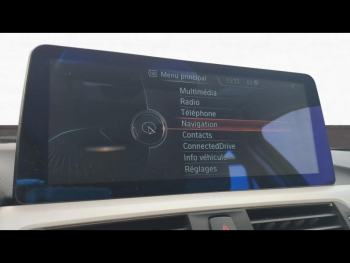 Menu principal
Multimédia
Radio
Téléphone
Navigation
Contacts
ConnectedDrive
Info véhicule
Réglages